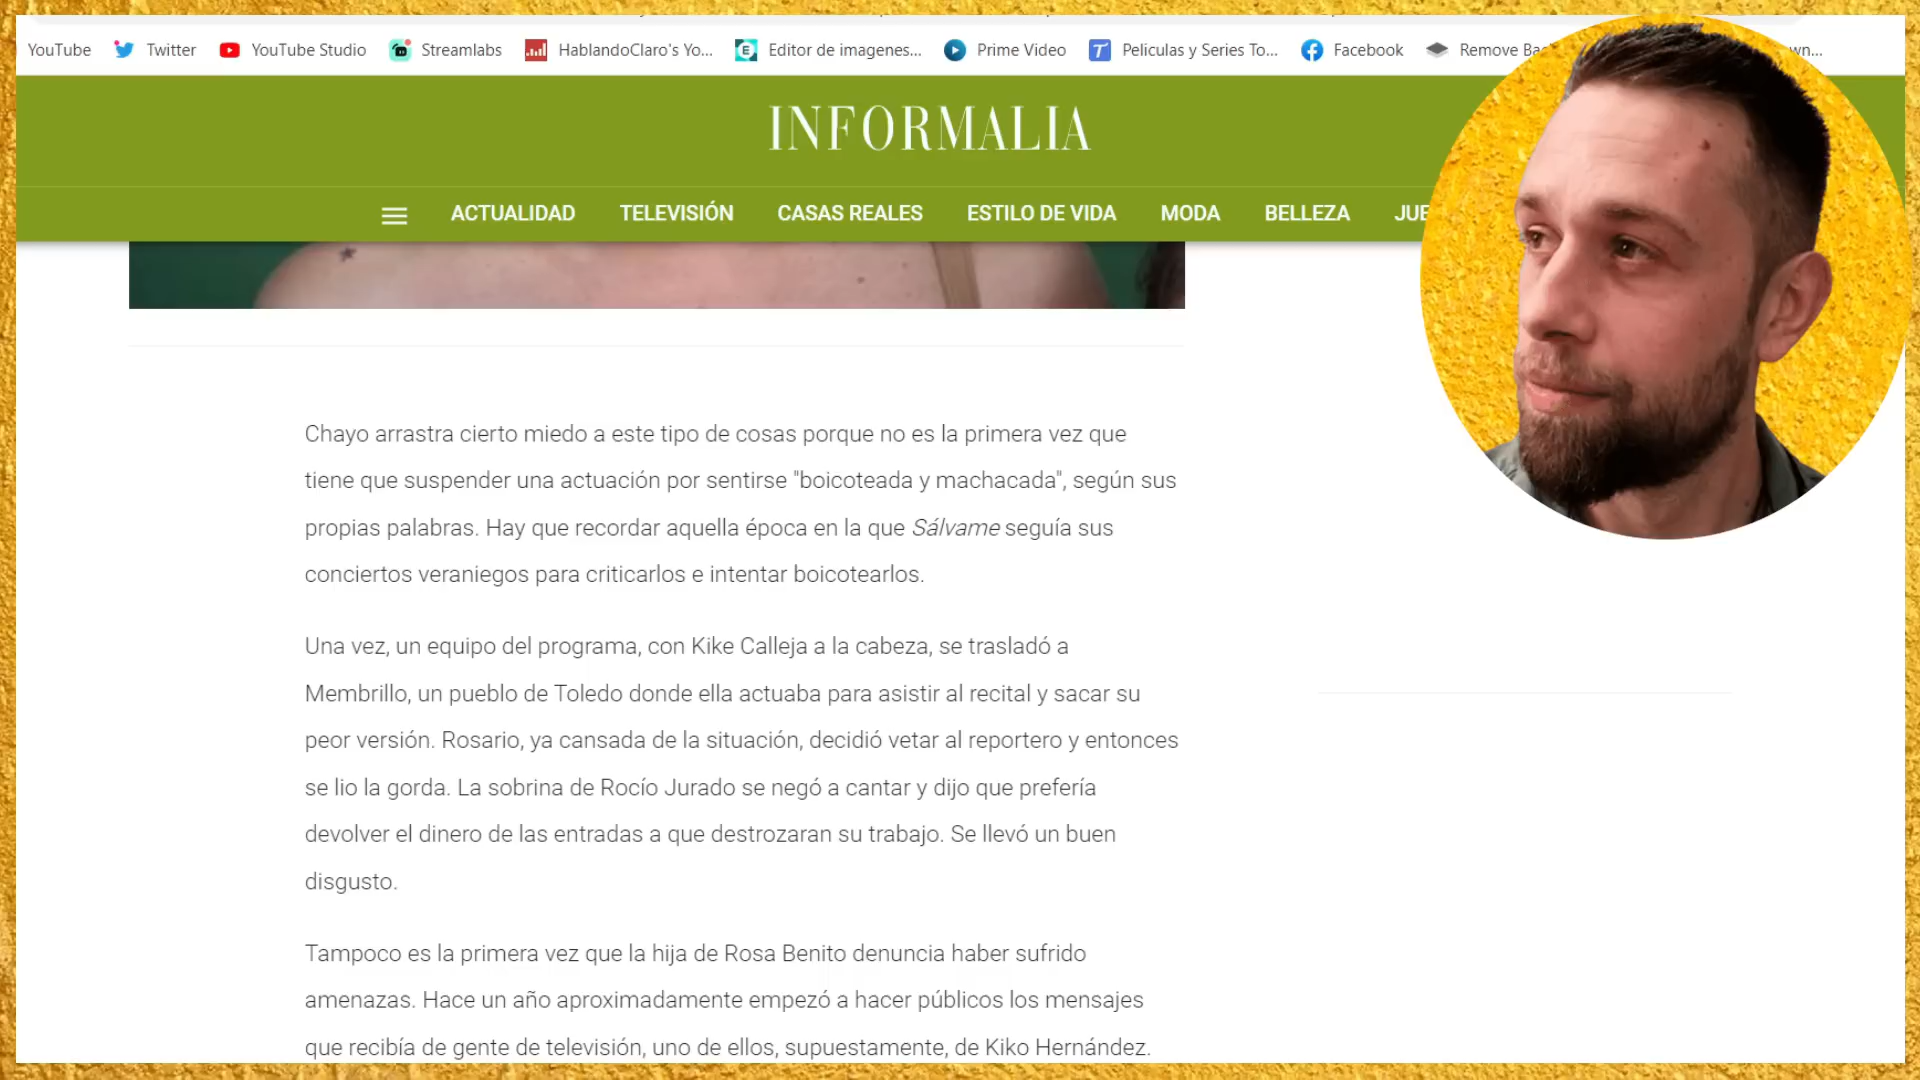 YouTube Twitter YouTube Studio Streamlabs HablandoClaro's Yo... Editor de imagenes... Prime Video Peliculas y Series To... Facebook Remove
INFORMALIA
ACTUALIDAD TELEVISIÓN CASAS REALES ESTILO DE VIDA MODA BELLEZA
Chayo arrastra cierto miedo a este tipo de cosas porque no es la primera vez que
tiene que suspender una actuación por sentirse "boicoteada y machacada", según sus
propias palabras. Hay que recordar aquella época en la que Sálvame seguía sus
conciertos veraniegos para criticarlos e intentar boicotearlos.
Una vez, un equipo del programa, con Kike Calleja a la cabeza, se trasladó a
Membrillo, un pueblo de Toledo donde ella actuaba para asistir al recital y sacar su
peor versión. Rosario, ya cansada de la situación, decidió vetar al reportero y entonces
se lio la gorda. La sobrina de Rocío Jurado se negó a cantar y dijo que prefería
devolver el dinero de las entradas a que destrozaran su trabajo. Se llevó un buen
disgusto.
Tampoco es la primera vez que la hija de Rosa Benito denuncia haber sufrido
amenazas. Hace un año aproximadamente empezó a hacer públicos los mensajes
que recibía de gente de televisión, uno de ellos, supuestamente, de Kiko Hernández.